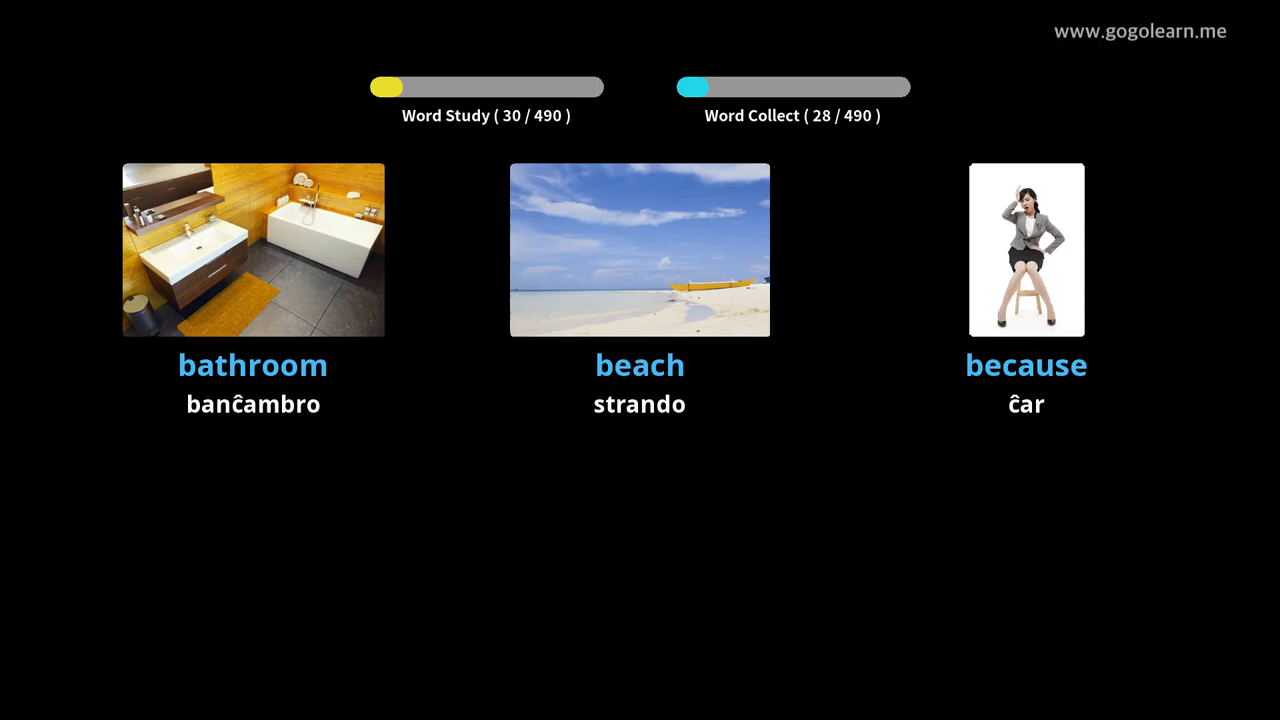 www.gogolearn.me
Word Study ( 30 / 490 )
Word Collect ( 28 / 490 )
bathroom
banĉambro
beach
strando
because
ĉar